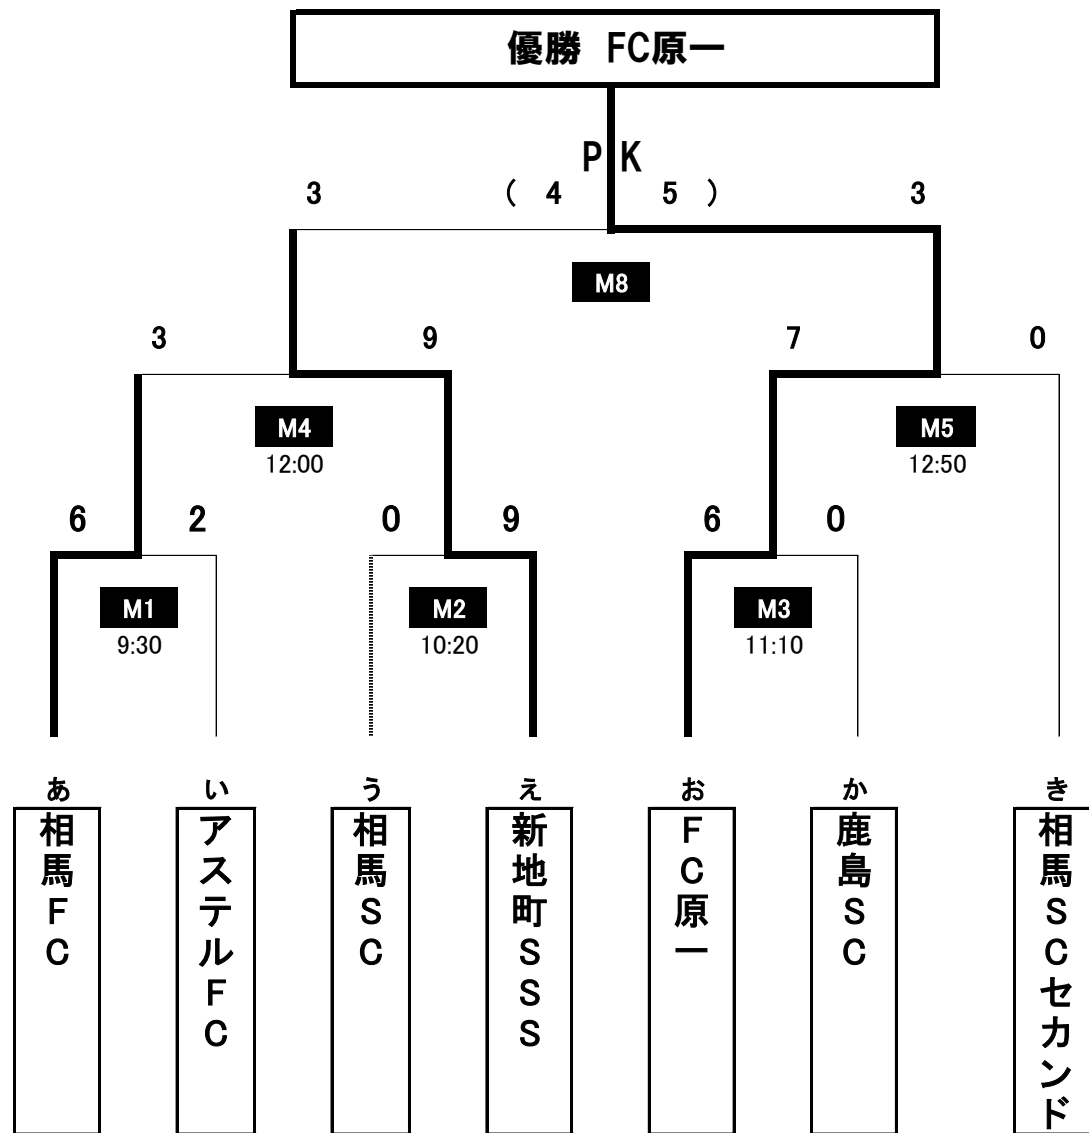 優勝 FC原一
PK
3 ( 4 5 ) 3
M8
3 9 7 0
M4 M5
12:00 12:50
6 2 0 9 6 0
M1 M2 M3
9:30 10:20 11:10
あ い う え お か き
相馬FC
アステルFC
相馬SC
新地町SSS
FC原一
鹿島SC
相馬SCセカンド